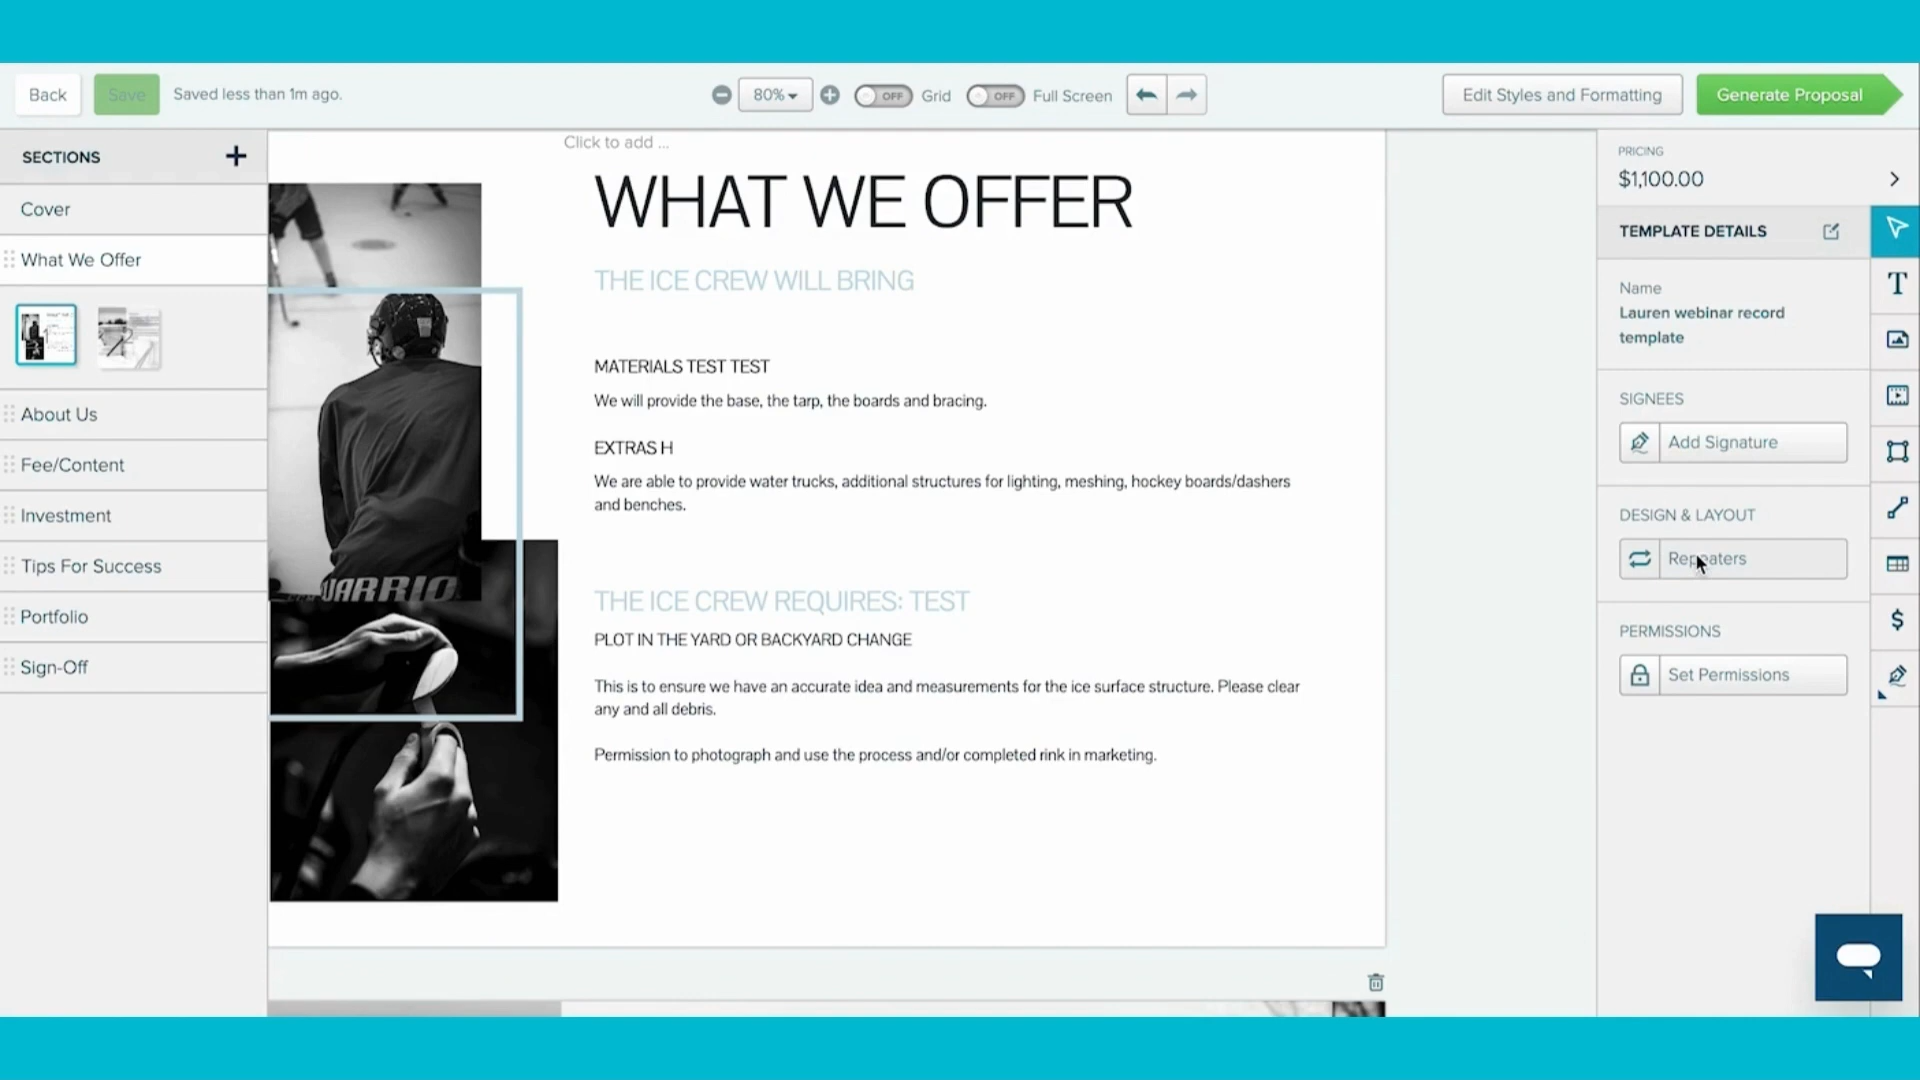 Back
Save
Saved less than 1m ago.
80%
OFF
Grid
OFF
Full Screen
Edit Styles and Formatting
Generate Proposal
SECTIONS
Cover
What We Offer
About Us
Fee/Content
Investment
Tips For Success
Portfolio
Sign-Off
Click to add ...
WHAT WE OFFER
THE ICE CREW WILL BRING
MATERIALS TEST TEST
We will provide the base, the tarp, the boards and bracing.
EXTRAS H
We are able to provide water trucks, additional structures for lighting, meshing, hockey boards/dashers
and benches.
THE ICE CREW REQUIRES: TEST
PLOT IN THE YARD OR BACKYARD CHANGE
This is to ensure we have an accurate idea and measurements for the ice surface structure. Please clear
any and all debris.
Permission to photograph and use the process and/or completed rink in marketing.
PRICING
$1,100.00
TEMPLATE DETAILS
Name
Lauren webinar record
template
SIGNEES
Add Signature
DESIGN & LAYOUT
Repeaters
PERMISSIONS
Set Permissions
T
$